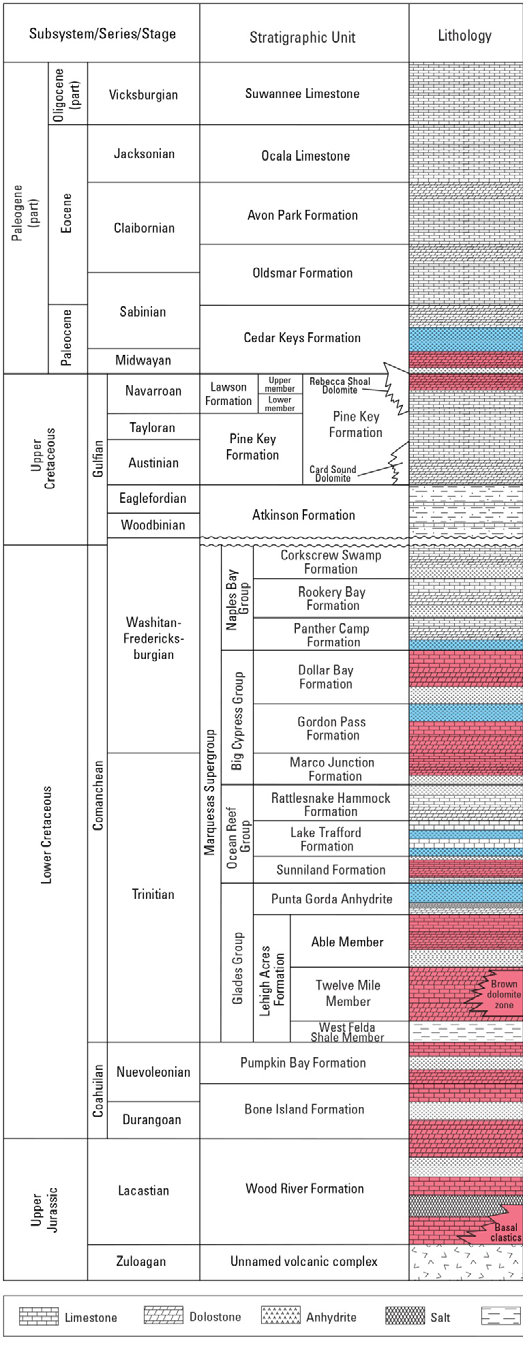 Subsystem/Series/Stage
Stratigraphic Unit
Lithology
Paleogene
(part)
Oligocene
(part)
Vicksburgian
Suwannee Limestone
Eocene
Jacksonian
Ocala Limestone
Claibornian
Avon Park Formation
Oldsmar Formation
Sabinian
Paleocene
Cedar Keys Formation
Midwayan
Upper
Cretaceous
Gulfian
Navarroan
Lawson
Formation
Upper
member
Lower
member
Rebecca Shoal
Dolomite
Pine Key
Formation
Tayloran
Pine Key
Formation
Austinian
Card Sound
Dolomite
Eaglefordian
Atkinson Formation
Woodbinian
Lower Cretaceous
Comanchean
Washitan-
Fredericks-
burgian
Marquesas Supergroup
Naples Bay
Group
Corkscrew Swamp
Formation
Rookery Bay
Formation
Panther Camp
Formation
Big Cypress Group
Dollar Bay
Formation
Gordon Pass
Formation
Marco Junction
Formation
Trinitian
Ocean Reef
Group
Rattlesnake Hammock
Formation
Lake Trafford
Formation
Sunniland Formation
Glades Group
Punta Gorda Anhydrite
Lehigh Acres
Formation
Able Member
Twelve Mile
Member
Brown
dolomite
zone
West Felda
Shale Member
Coahuilan
Nuevoleonian
Pumpkin Bay Formation
Bone Island Formation
Durangoan
Upper
Jurassic
Lacastian
Wood River Formation
Basal
clastics
Zuloagan
Unnamed volcanic complex
Limestone
Dolostone
Anhydrite
Salt